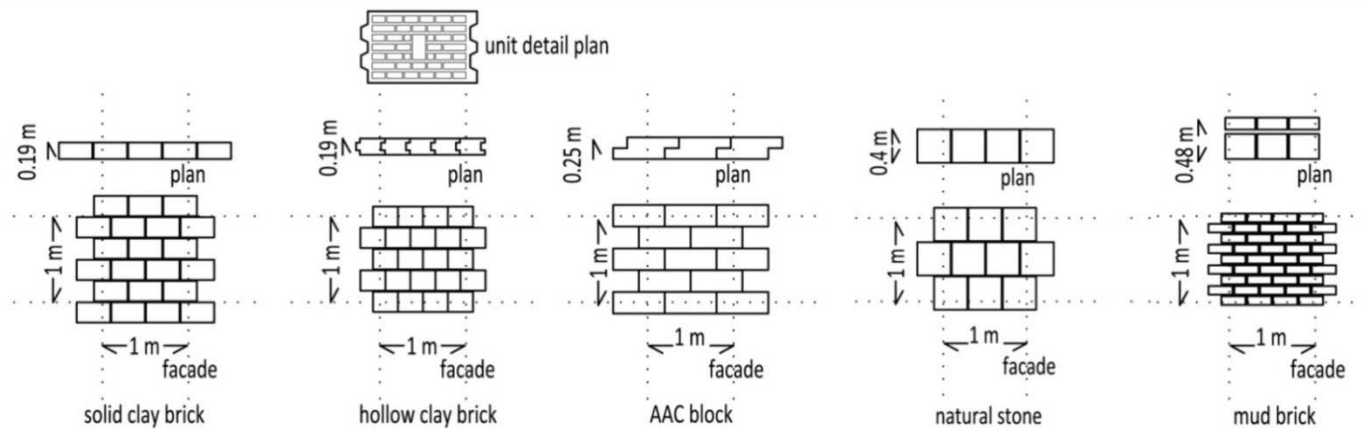 unit detail plan
0.19 m
plan
1 m
1 m
facade
solid clay brick
0.19 m
plan
1 m
1 m
facade
hollow clay brick
0.25 m
plan
1 m
1 m
facade
AAC block
0.4 m
plan
1 m
1 m
facade
natural stone
0.48 m
plan
1 m
1 m
facade
mud brick